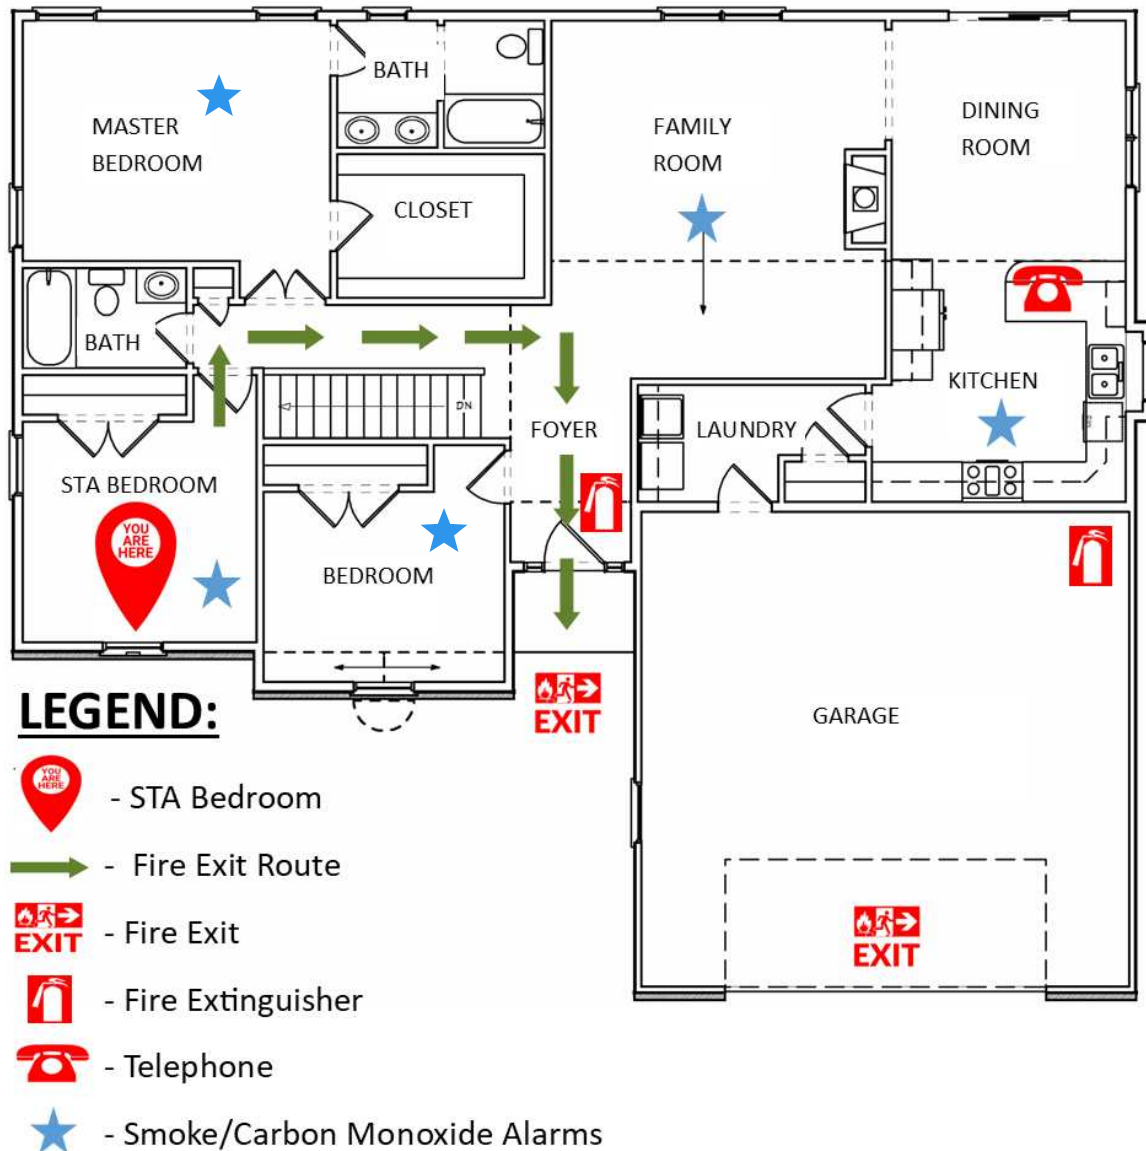 BATH
MASTER
BEDROOM
FAMILY
ROOM
DINING
ROOM
CLOSET
BATH
KITCHEN
DN
FOYER
LAUNDRY
STA BEDROOM
YOU
ARE
HERE
BEDROOM
EXIT
GARAGE
EXIT
LEGEND:
YOU
ARE
HERE
- STA Bedroom
- Fire Exit Route
EXIT
- Fire Exit
- Fire Extinguisher
- Telephone
- Smoke/Carbon Monoxide Alarms